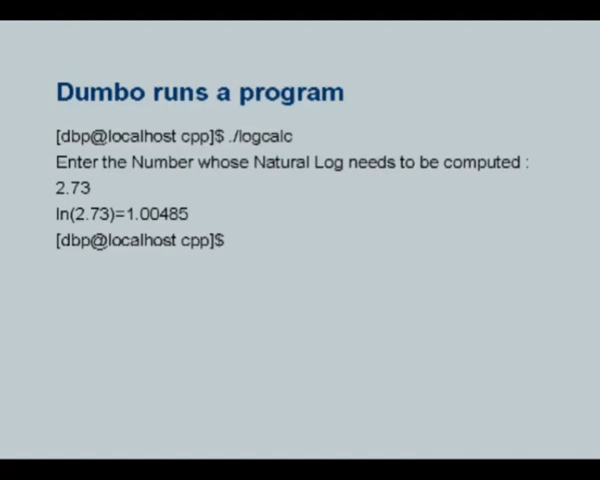 Dumbo runs a program
[dbp@localhost cpp]$ ./logcalc
Enter the Number whose Natural Log needs to be computed :
2.73
ln(2.73)=1.00485
[dbp@localhost cpp]$